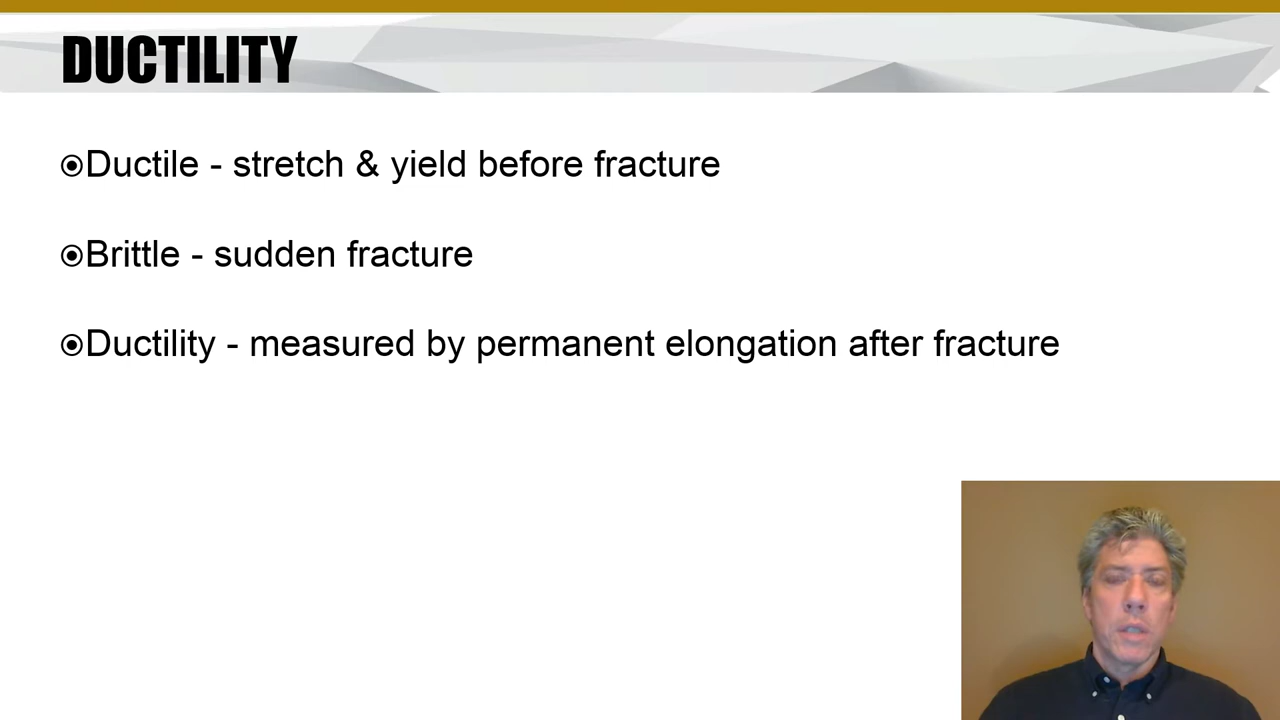 DUCTILITY
Ductile - stretch & yield before fracture
Brittle - sudden fracture
Ductility - measured by permanent elongation after fracture